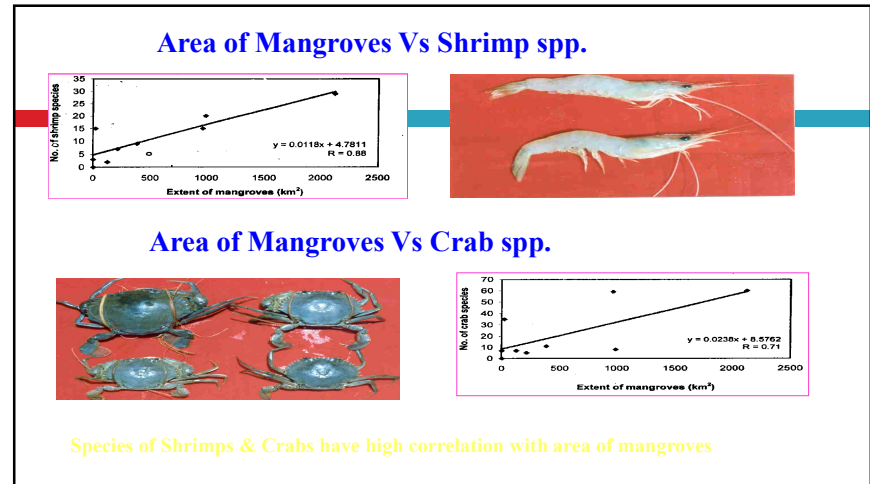 Area of Mangroves Vs Shrimp spp.
No. of shrimp species
35
30
25
20
15
10
5
0
y = 0.0118x + 4.7811
R = 0.88
0 500 1000 1500 2000 2500
Extent of mangroves (km²)
Area of Mangroves Vs Crab spp.
No. of crab species
70
60
50
40
30
20
10
0
y = 0.0238x + 8.5762
R = 0.71
0 500 1000 1500 2000 2500
Extent of mangroves (km²)
Species of Shrimps & Crabs have high correlation with area of mangroves